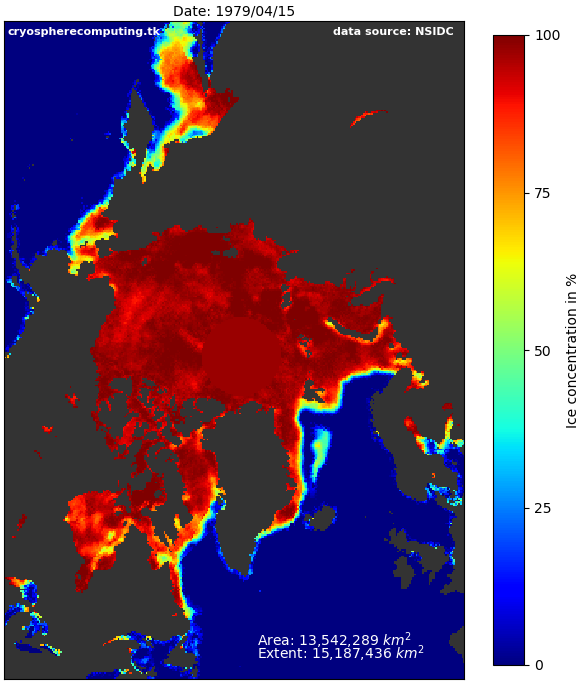 Date: 1979/04/15
cryospherecomputing.tk
data source: NSIDC
100
75
50
25
0
Ice concentration in %
Area: 13,542,289 km²
Extent: 15,187,436 km²